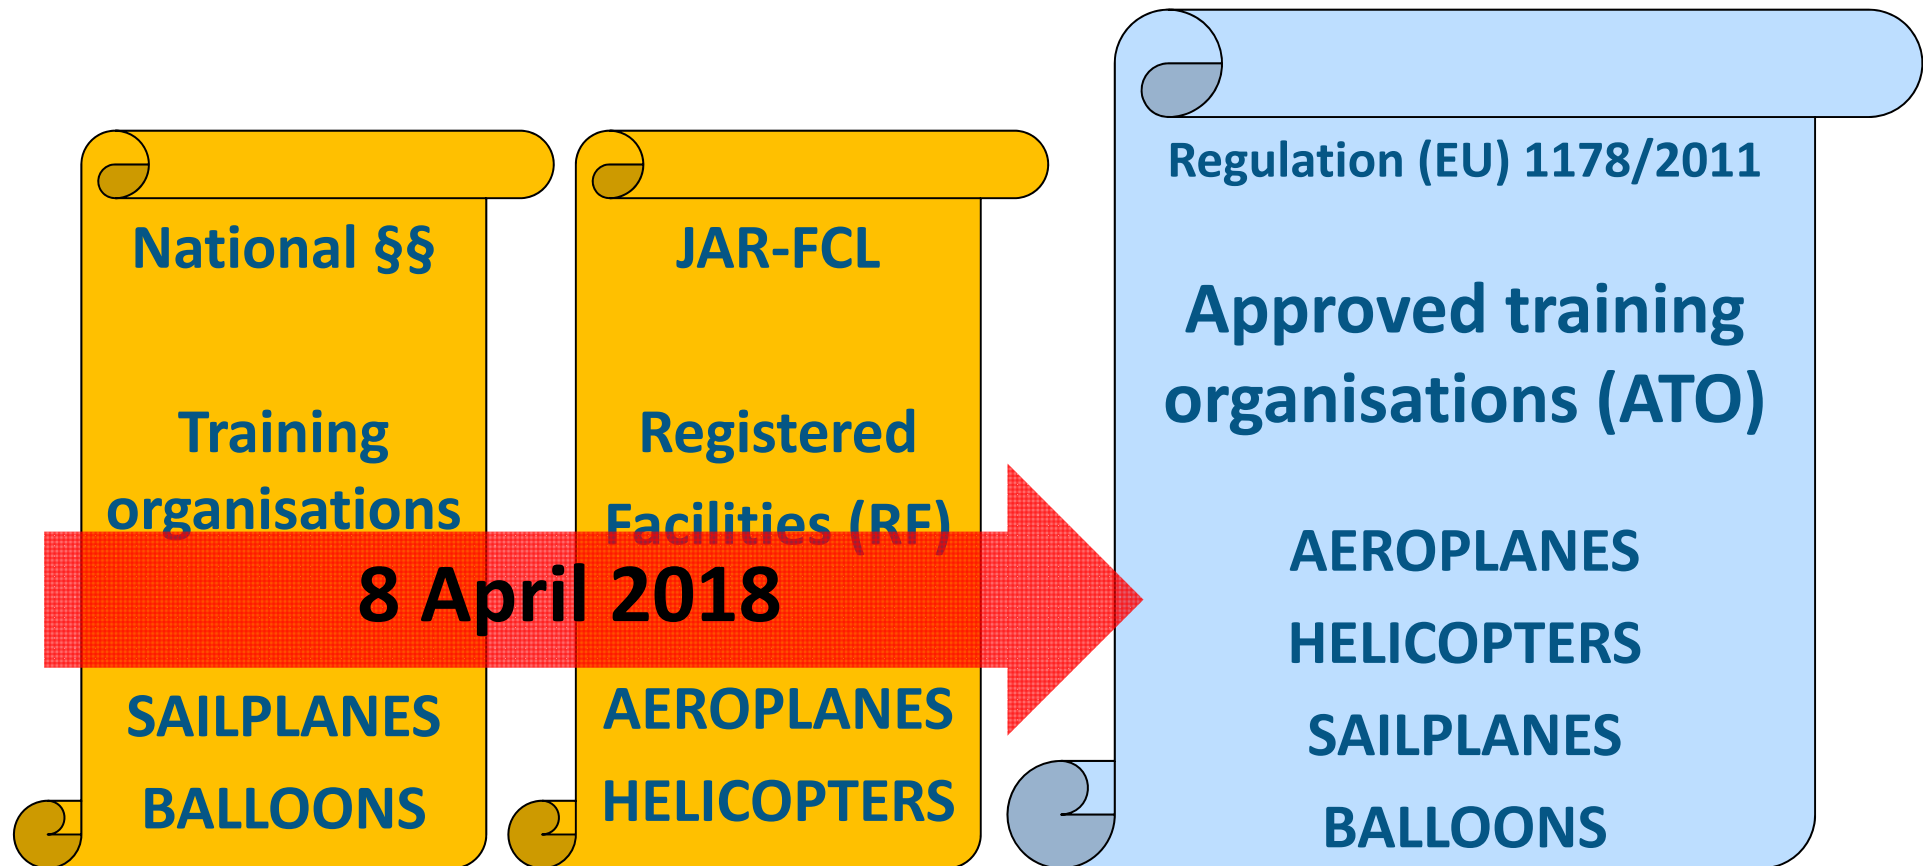 National §§
Training
organisations
SAILPLANES
BALLOONS
JAR-FCL
Registered
Facilities (RF)
AEROPLANES
HELICOPTERS
8 April 2018
Regulation (EU) 1178/2011
Approved training
organisations (ATO)
AEROPLANES
HELICOPTERS
SAILPLANES
BALLOONS